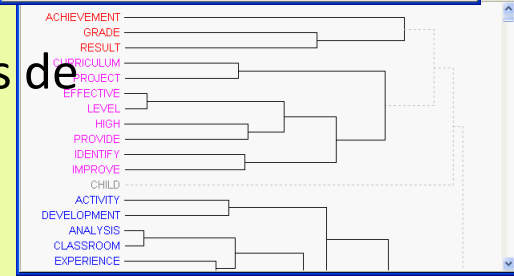 ACHIEVEMENT
GRADE
RESULT
CURRICULUM
s de
PROJECT
EFFECTIVE
LEVEL
HIGH
PROVIDE
IDENTIFY
IMPROVE
CHILD
ACTIVITY
DEVELOPMENT
ANALYSIS
CLASSROOM
EXPERIENCE